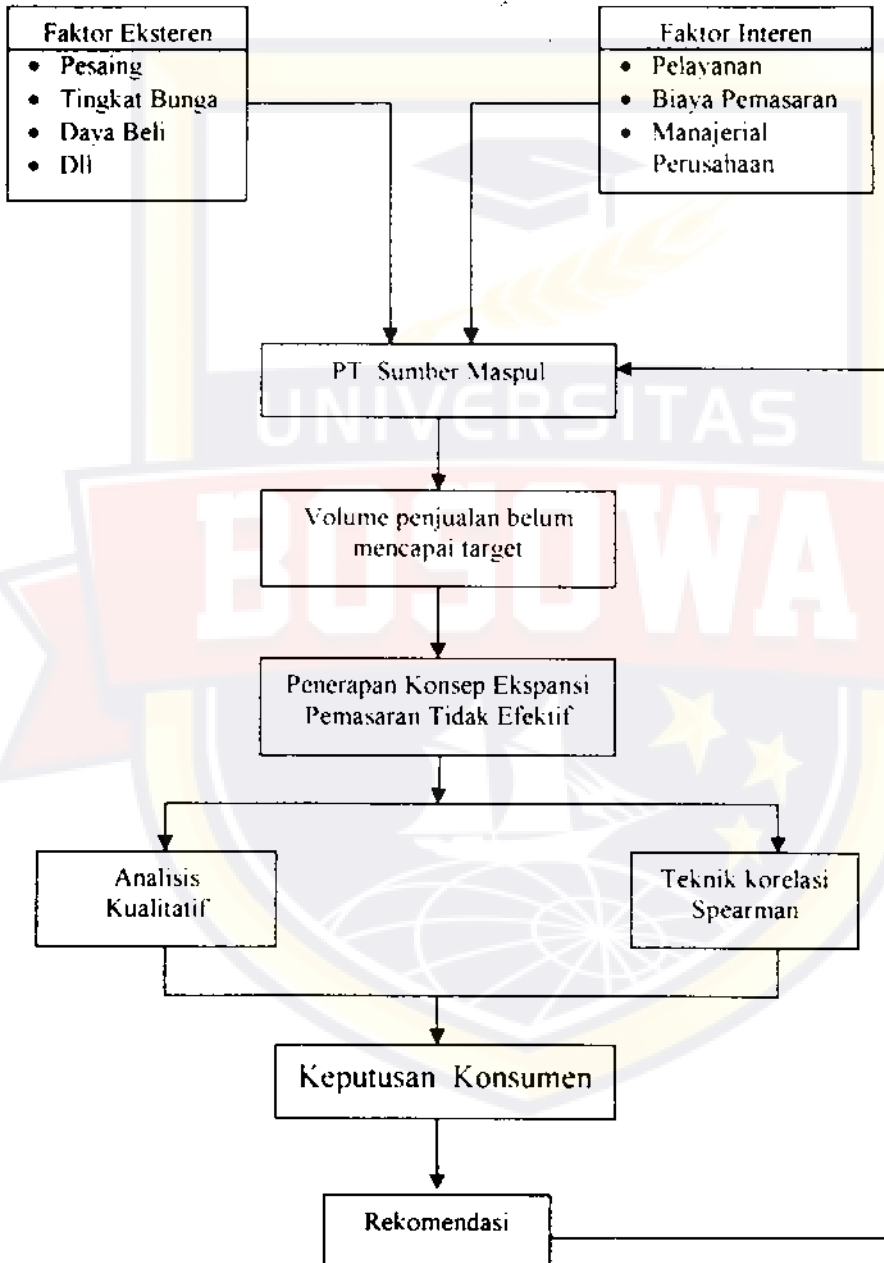 Faktor Eksteren
• Pesaing
• Tingkat Bunga
• Daya Beli
• Dll
Faktor Interen
• Pelayanan
• Biaya Pemasaran
• Manajerial
Perusahaan
PT Sumber Maspul
UNIVERSITAS
Volume penjualan belum
mencapai target
BOSOWA
Penerapan Konsep Ekspansi
Pemasaran Tidak Efektif
Analisis
Kualitatif
Teknik korelasi
Spearman
Keputusan Konsumen
Rekomendasi